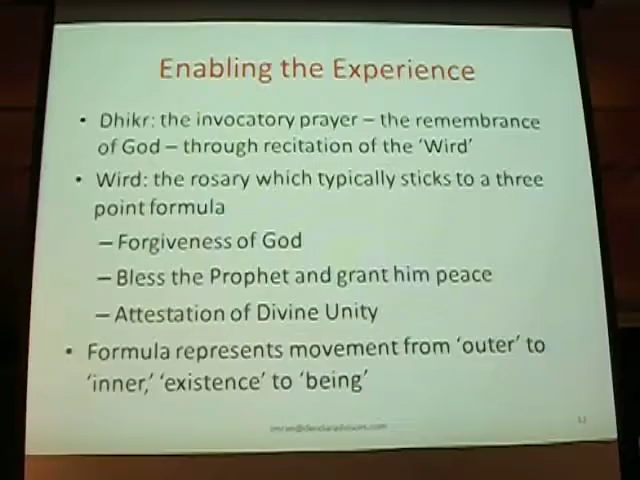 Enabling the Experience
• Dhikr: the invocatory prayer – the remembrance
of God – through recitation of the 'Wird'
• Wird: the rosary which typically sticks to a three
point formula
– Forgiveness of God
– Bless the Prophet and grant him peace
– Attestation of Divine Unity
• Formula represents movement from 'outer' to
'inner,' 'existence' to 'being'